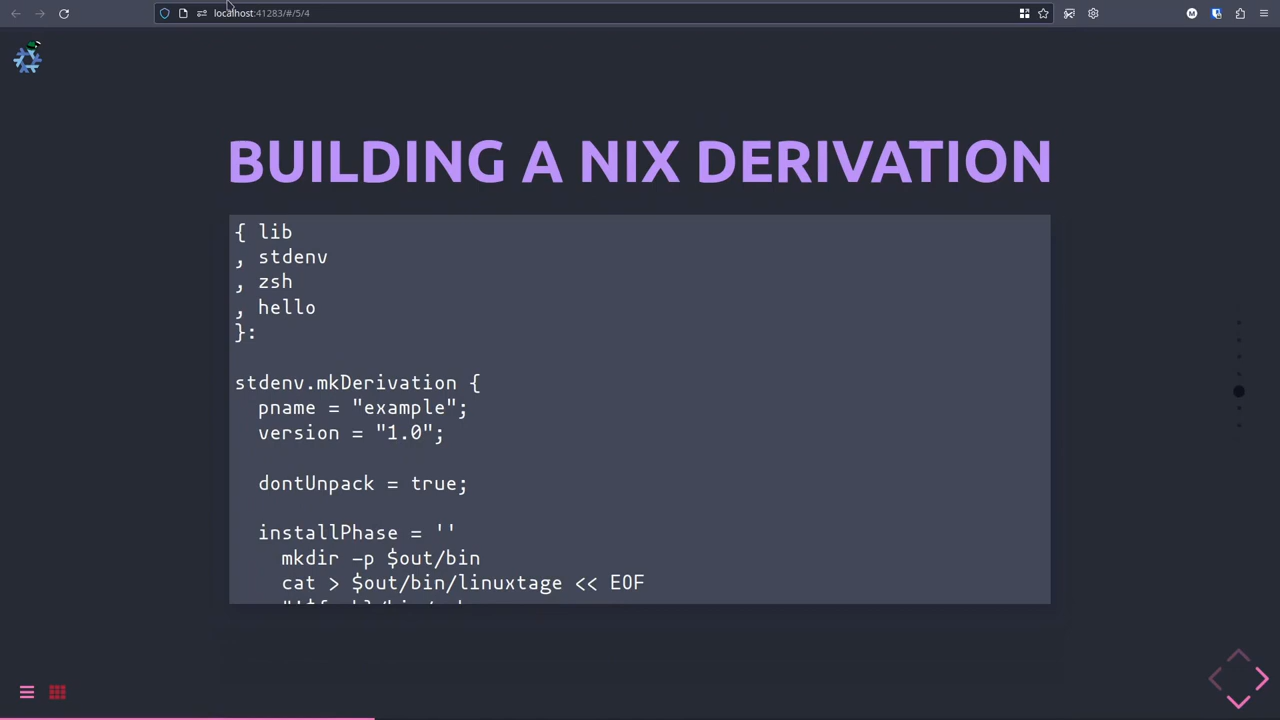 localhost:41283/#/5/4
M
BUILDING A NIX DERIVATION
{ lib
, stdenv
, zsh
, hello
}:
stdenv.mkDerivation {
pname = "example";
version = "1.0";
dontUnpack = true;
installPhase = ''
mkdir -p $out/bin
cat > $out/bin/linuxtage << EOF